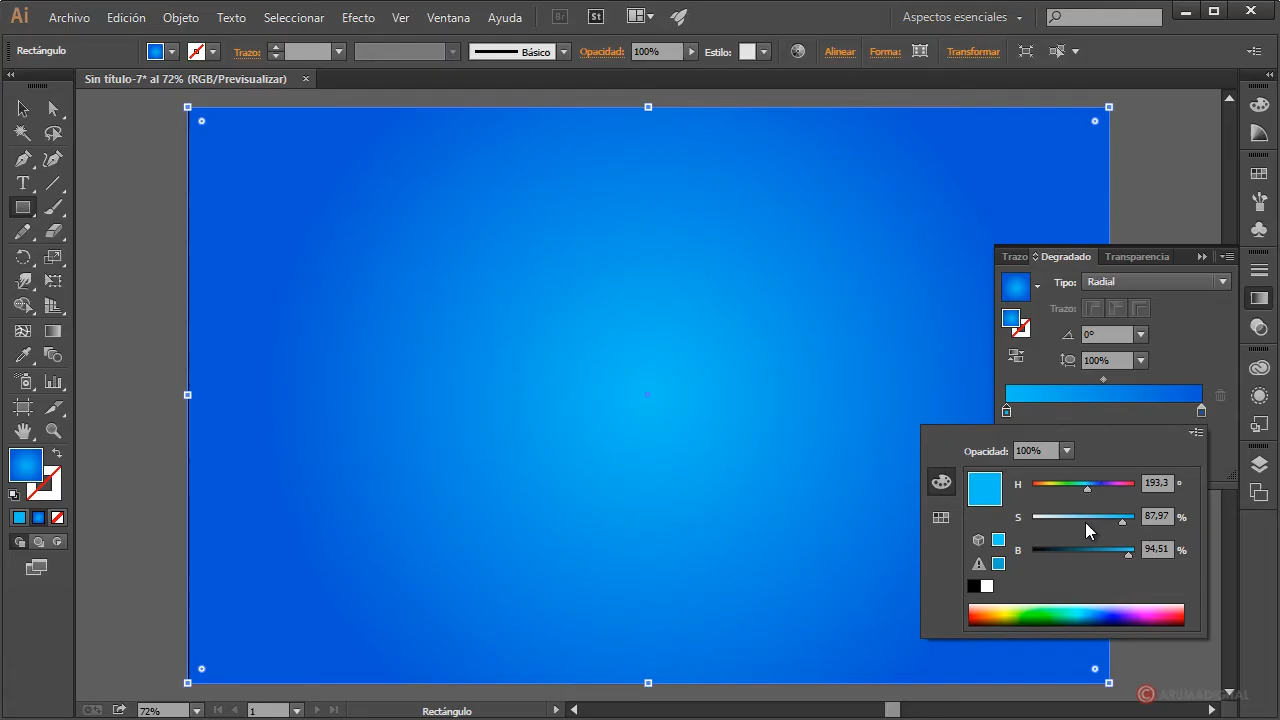 Ai Archivo Edición Objeto Texto Seleccionar Efecto Ver Ventana Ayuda Br St Aspectos esenciales
Rectángulo Trazo: Básico Opacidad: 100% Estilo: Alinear Forma: Transformar
Sin título-7* al 72% (RGB/Previsualizar) ×
Trazo Degradado Transparencia
Tipo: Radial
Trazo:
0°
100%
Opacidad: 100%
H 193,3 °
S 87,97 %
B 94,51 %
© ARUMADIGITAL
72% 1 Rectángulo